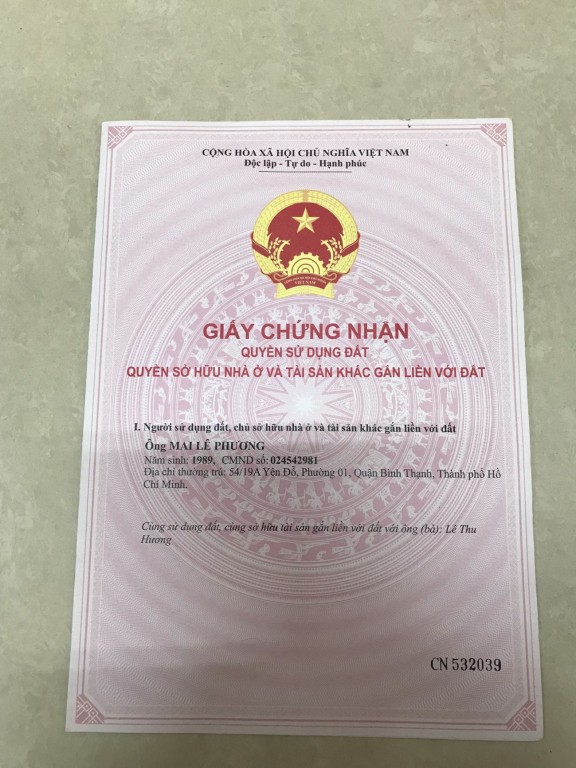 CỘNG HÒA XÃ HỘI CHỦ NGHĨA VIỆT NAM
Độc lập - Tự do - Hạnh phúc
VIỆT NAM
GIẤY CHỨNG NHẬN
QUYỀN SỬ DỤNG ĐẤT
QUYỀN SỞ HỮU NHÀ Ở VÀ TÀI SẢN KHÁC GẮN LIỀN VỚI ĐẤT
I. Người sử dụng đất, chủ sở hữu nhà ở và tài sản khác gắn liền với đất
Ông MAI LÊ PHƯƠNG
Năm sinh: 1989, CMND số: 024542981
Địa chỉ thường trú: 54/19A Yên Đỗ, Phường 01, Quận Bình Thạnh, Thành phố Hồ
Chí Minh.
Cùng sử dụng đất, cùng sở hữu tài sản gắn liền với đất với ông (bà): Lê Thu
Hương
CN 532039